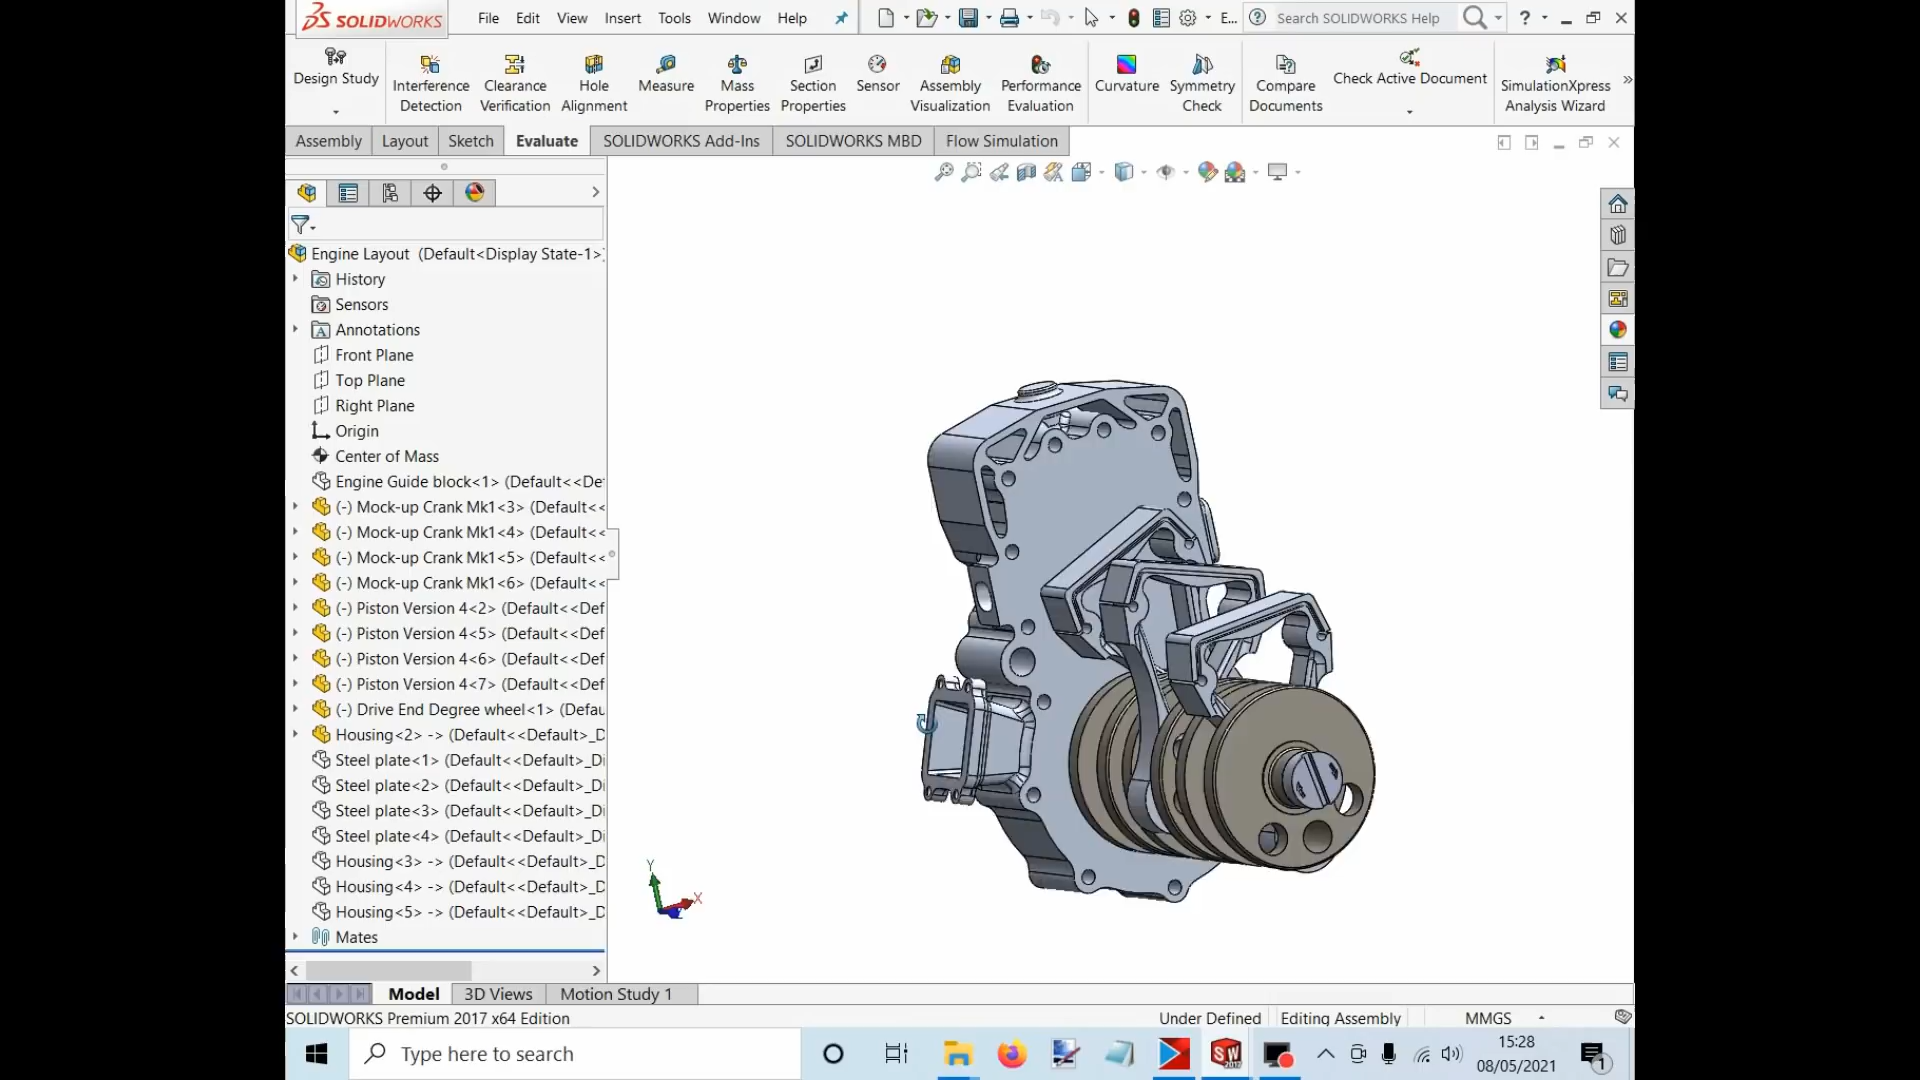 SOLIDWORKS File Edit View Insert Tools Window Help E... Search SOLIDWORKS Help ?
Design Study
Interference Detection
Clearance Verification
Hole Alignment
Measure
Mass Properties
Section Properties
Sensor
Assembly Visualization
Performance Evaluation
Curvature
Symmetry Check
Compare Documents
Check Active Document
SimulationXpress Analysis Wizard
Assembly Layout Sketch Evaluate SOLIDWORKS Add-Ins SOLIDWORKS MBD Flow Simulation
Engine Layout (Default<Display State-1>)
History
Sensors
Annotations
Front Plane
Top Plane
Right Plane
Origin
Center of Mass
Engine Guide block<1> (Default<<De
(-) Mock-up Crank Mk1<3> (Default<<
(-) Mock-up Crank Mk1<4> (Default<<
(-) Mock-up Crank Mk1<5> (Default<<
(-) Mock-up Crank Mk1<6> (Default<<
(-) Piston Version 4<2> (Default<<Def
(-) Piston Version 4<5> (Default<<Def
(-) Piston Version 4<6> (Default<<Def
(-) Piston Version 4<7> (Default<<Def
(-) Drive End Degree wheel<1> (Defau
Housing<2> -> (Default<<Default>_D
Steel plate<1> (Default<<Default>_Di
Steel plate<2> (Default<<Default>_Di
Steel plate<3> (Default<<Default>_Di
Steel plate<4> (Default<<Default>_Di
Housing<3> -> (Default<<Default>_D
Housing<4> -> (Default<<Default>_D
Housing<5> -> (Default<<Default>_D
Mates
Y
X
Model 3D Views Motion Study 1
SOLIDWORKS Premium 2017 x64 Edition Under Defined Editing Assembly MMGS
Type here to search
SW
2017
15:28
08/05/2021
1